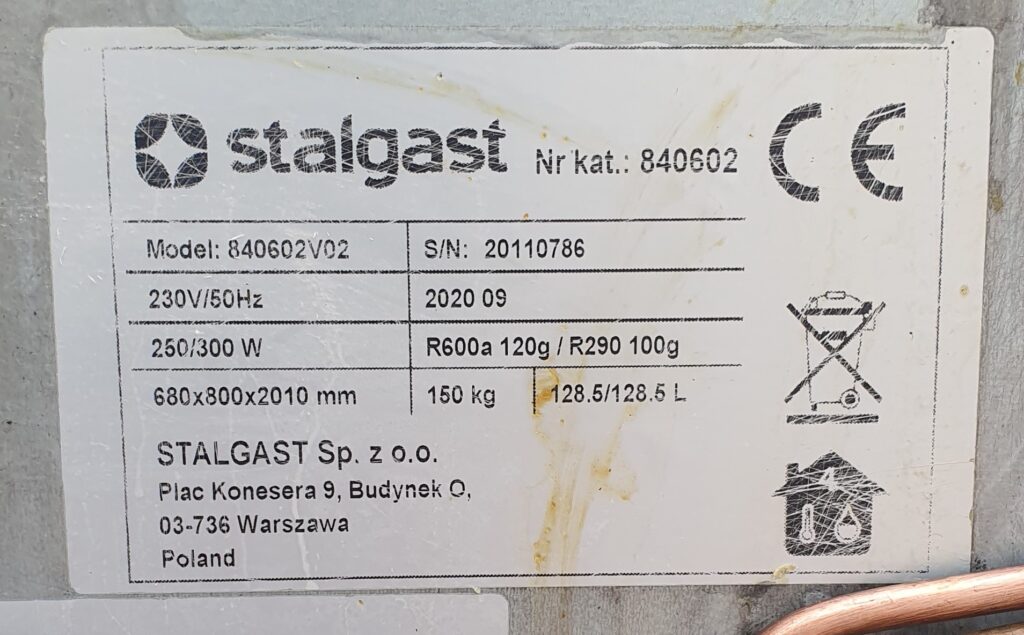 stalgast Nr kat.: 840602 CE
Model: 840602V02 S/N: 20110786
230V/50Hz 2020 09
250/300 W R600a 120g / R290 100g
680x800x2010 mm 150 kg 128.5/128.5 L
STALGAST Sp. z o.o.
Plac Konesera 9, Budynek O,
03-736 Warszawa
Poland
4